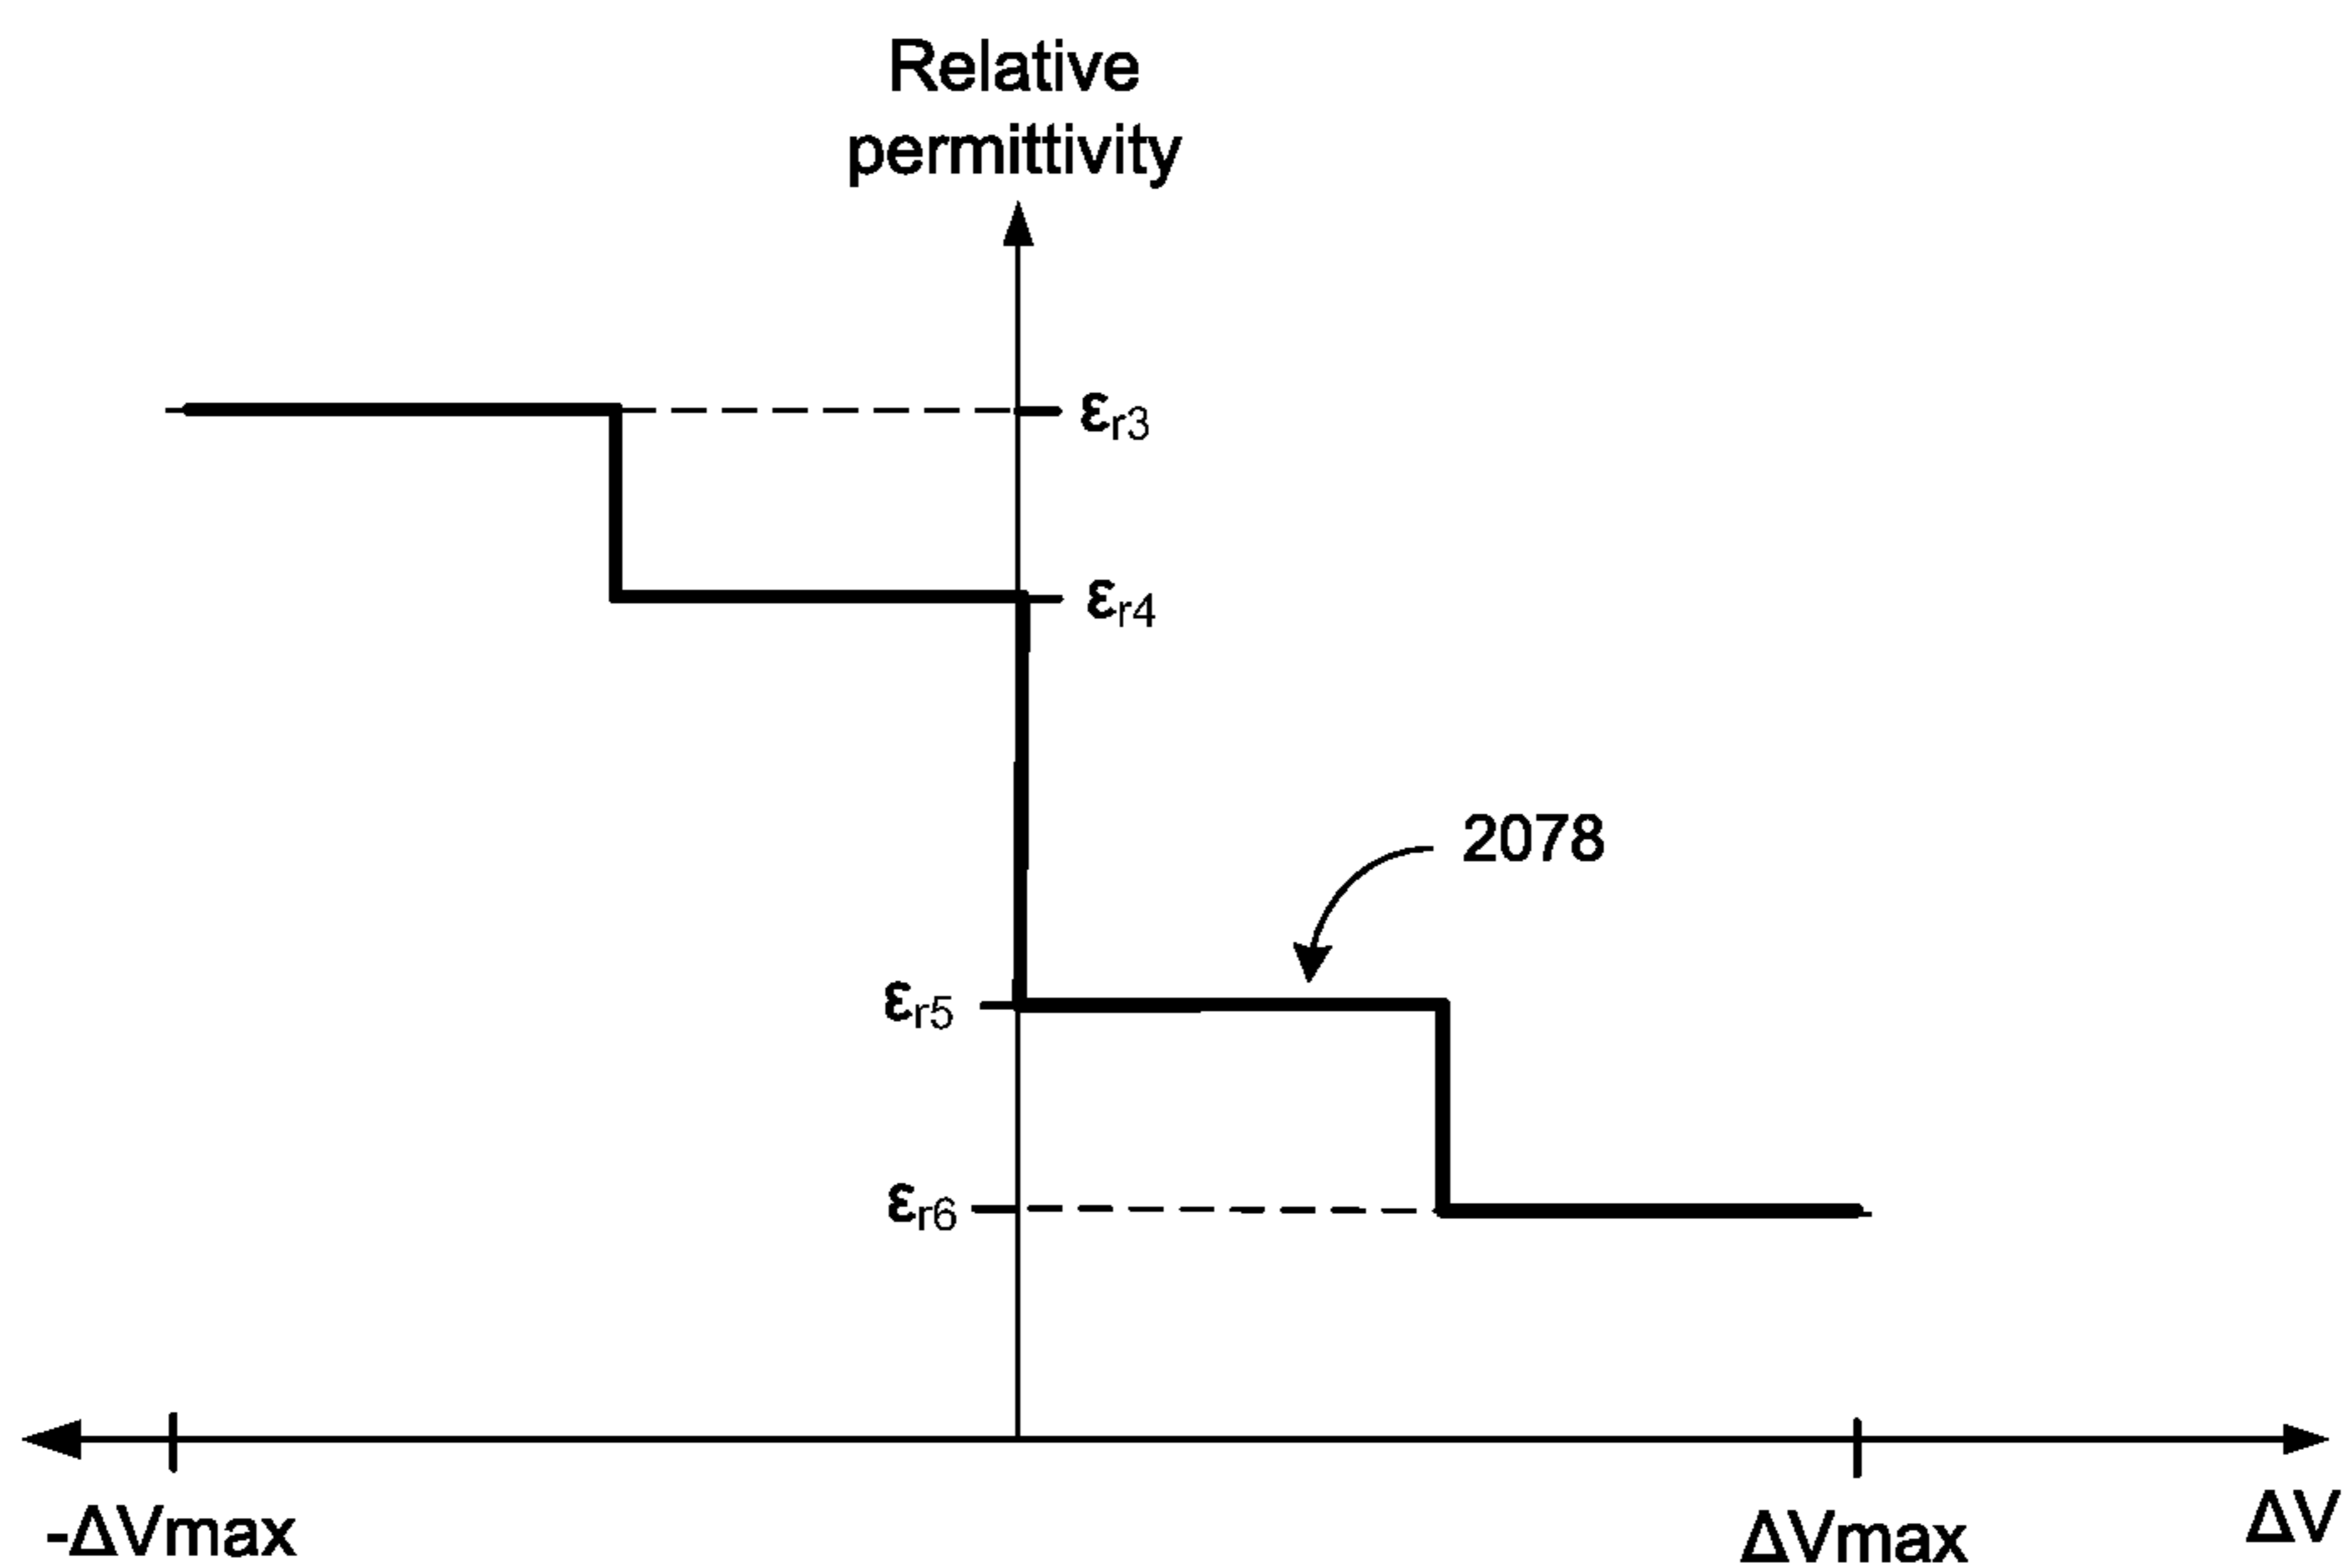 Relative
permittivity
εr3
εr4
2078
εr5
εr6
-ΔVmax
ΔVmax
ΔV